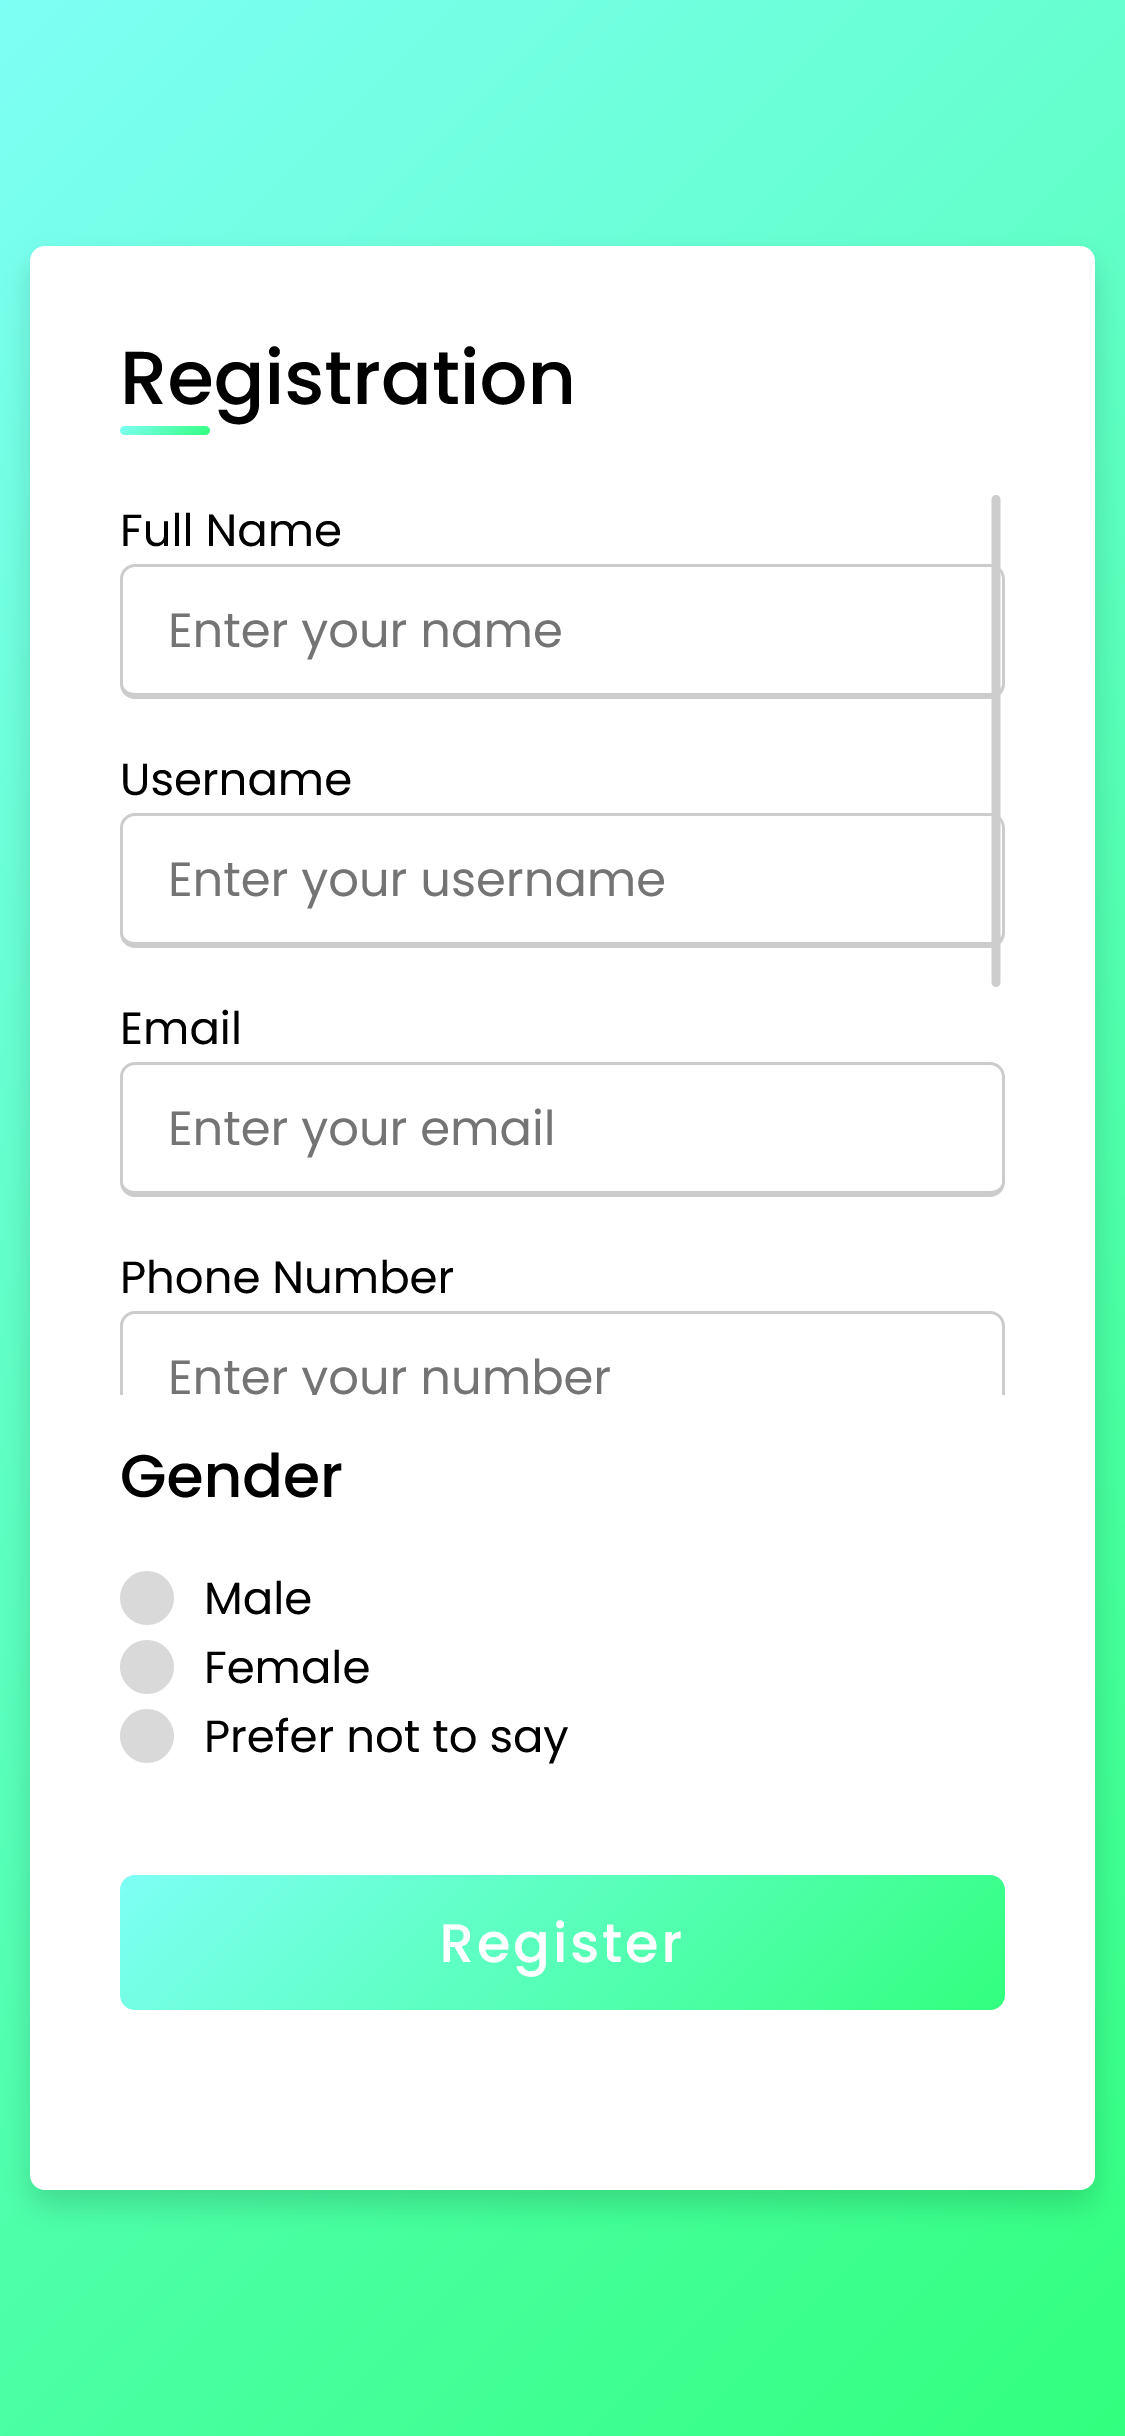 Registration
Full Name
Enter your name
Username
Enter your username
Email
Enter your email
Phone Number
Enter your number
Gender
Male
Female
Prefer not to say
Register